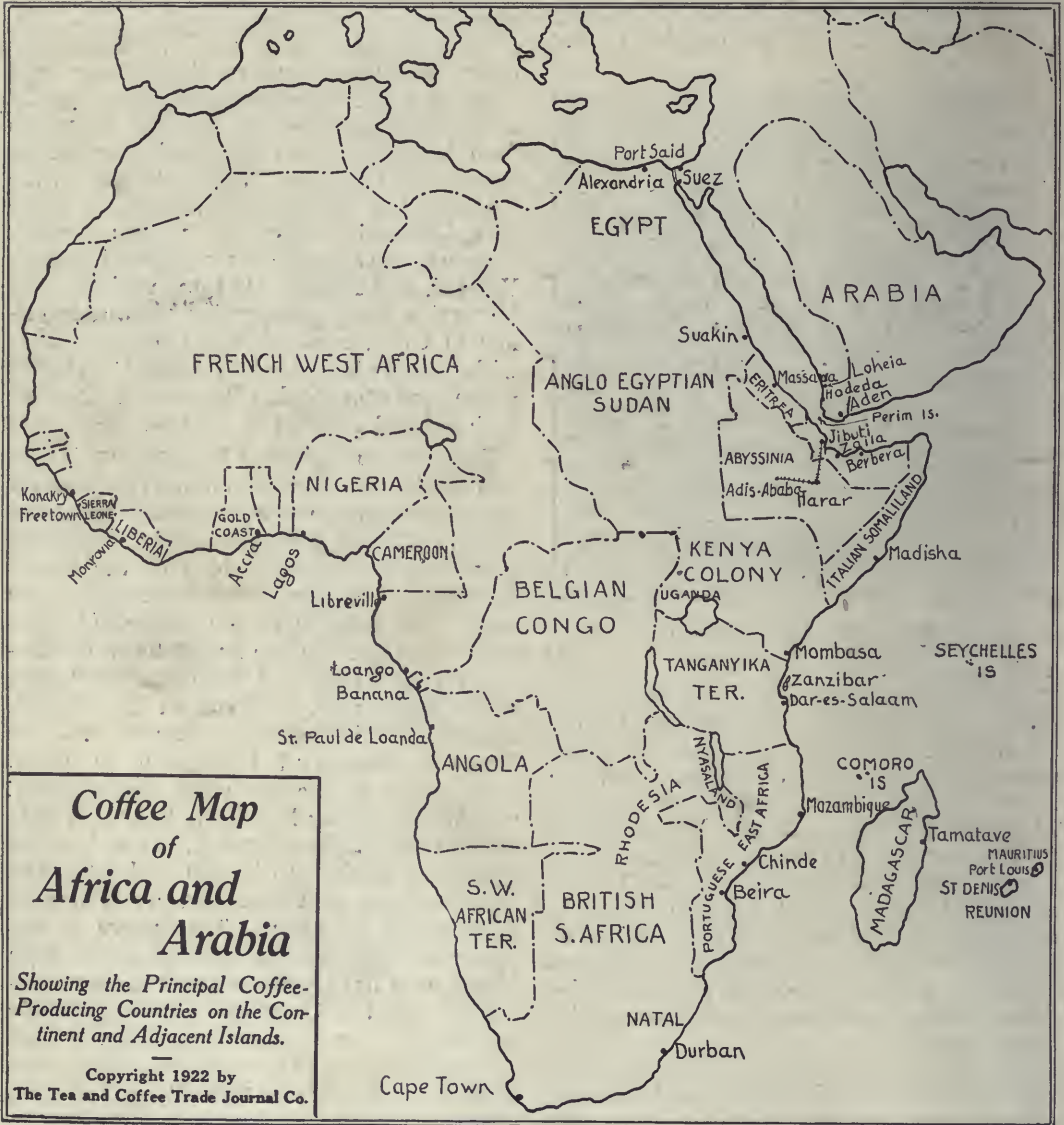 Port Said
Alexandria
Suez
EGYPT
ARABIA
Suakin
FRENCH WEST AFRICA
ANGLO EGYPTIAN
SUDAN
ERITREA
Massawa
Loheia
Hodeda
Aden
Perim Is.
Jibuti
Zaila
Berbera
ABYSSINIA
Adis-Ababa
Harar
NIGERIA
Konakry
Freetown
SIERRA
LEONE
LIBERIA
Monrovia
GOLD
COAST
Accra
Lagos
CAMEROON
ITALIAN SOMALILAND
Madisha
KENYA
COLONY
UGANDA
BELGIAN
CONGO
Libreville
Loango
Banana
TANGANYIKA
TER.
Mombasa
Zanzibar
Dar-es-Salaam
SEYCHELLES
IS
St. Paul de Loanda
ANGOLA
NYASALAND
RHODESIA
PORTUGUESE EAST AFRICA
COMORO
IS
Mazambique
MADAGASCAR
Tamatave
MAURITIUS
Port Louis
ST DENIS
REUNION
Chinde
Beira
S.W.
AFRICAN
TER.
BRITISH
S. AFRICA
NATAL
Durban
Cape Town
Coffee Map
of
Africa and
Arabia
Showing the Principal Coffee-
Producing Countries on the Con-
tinent and Adjacent Islands.
Copyright 1922 by
The Tea and Coffee Trade Journal Co.